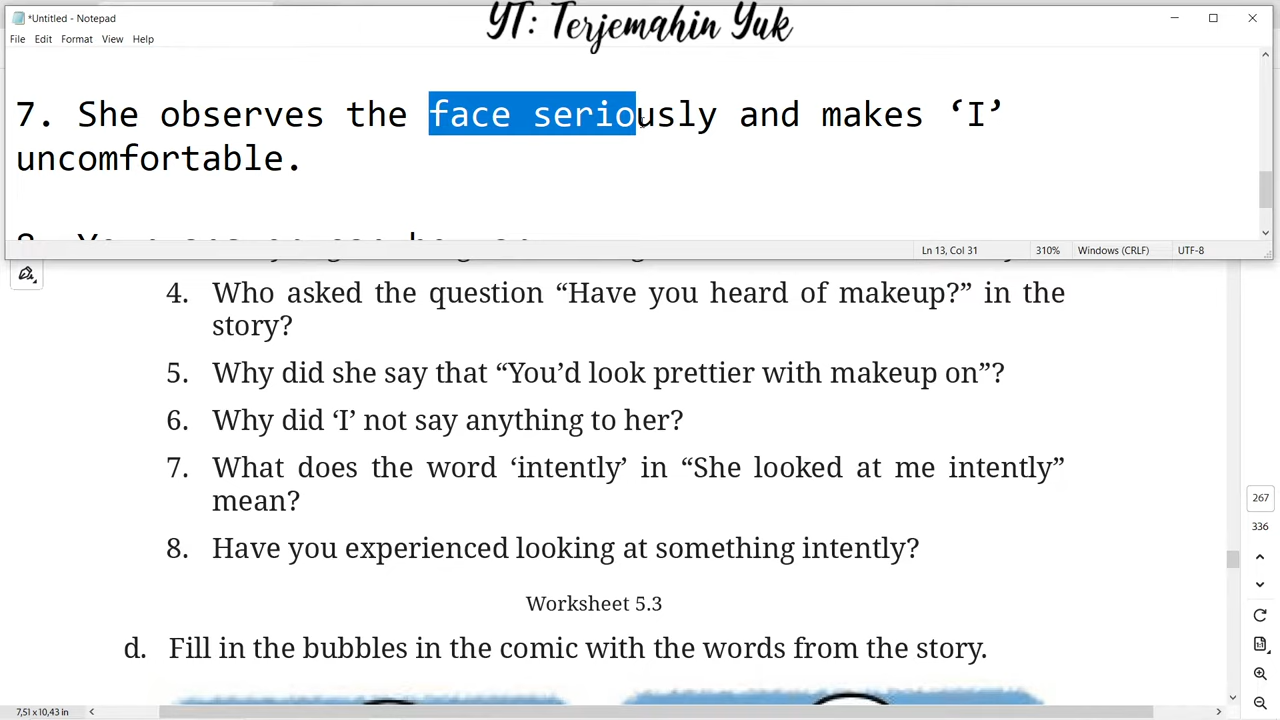 *Untitled - Notepad
YT: Terjemahin Yuk
File Edit Format View Help
7. She observes the face seriously and makes ‘I’
uncomfortable.
8. Your answer can vary
Ln 13, Col 31 310% Windows (CRLF) UTF-8
4. Who asked the question “Have you heard of makeup?” in the
story?
5. Why did she say that “You’d look prettier with makeup on”?
6. Why did ‘I’ not say anything to her?
7. What does the word ‘intently’ in “She looked at me intently”
mean?
8. Have you experienced looking at something intently?
Worksheet 5.3
d. Fill in the bubbles in the comic with the words from the story.
267
336
7,51 x 10,43 in